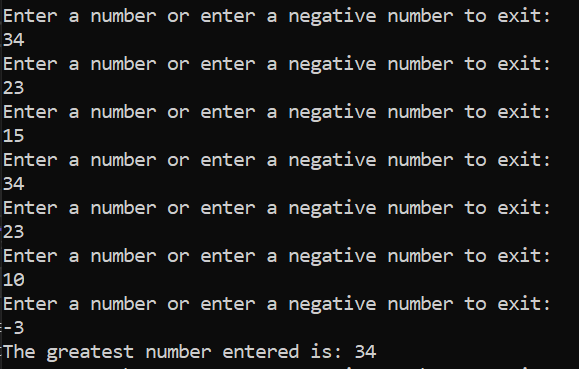 Enter a number or enter a negative number to exit:
34
Enter a number or enter a negative number to exit:
23
Enter a number or enter a negative number to exit:
15
Enter a number or enter a negative number to exit:
34
Enter a number or enter a negative number to exit:
23
Enter a number or enter a negative number to exit:
10
Enter a number or enter a negative number to exit:
-3
The greatest number entered is: 34